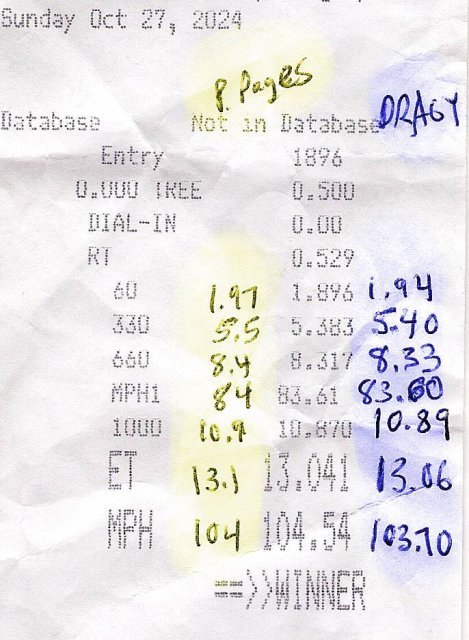 Sunday Oct 27, 2024
P. Pages
DRAGY
Database Not in Database
Entry 1896
0.000 TREE 0.500
DIAL-IN 0.00
RT 0.529
60 1.97 1.896 1.94
330 5.5 5.383 5.40
660 8.4 8.317 8.33
MPH1 84 83.61 83.60
1000 10.9 10.870 10.89
ET 13.1 13.041 13.06
MPH 104 104.54 103.70
==>>WINNER